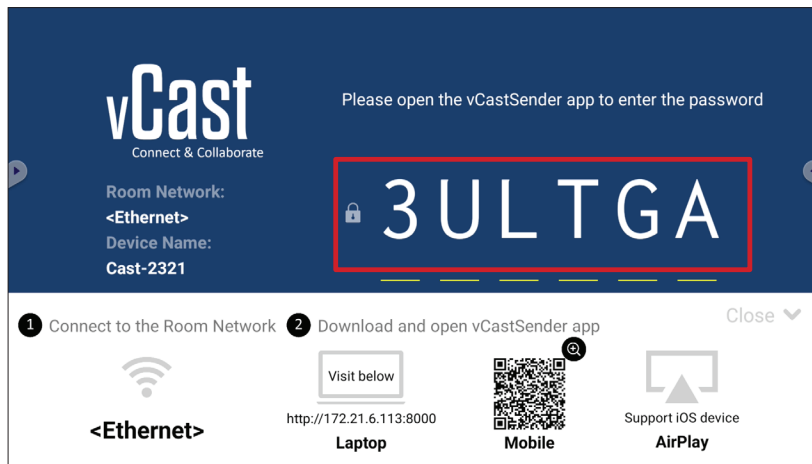 vCast
Connect & Collaborate
Please open the vCastSender app to enter the password
Room Network:
<Ethernet>
Device Name:
Cast-2321
3ULTGA
1 Connect to the Room Network
2 Download and open vCastSender app
Close
<Ethernet>
Visit below
http://172.21.6.113:8000
Laptop
Mobile
Support iOS device
AirPlay